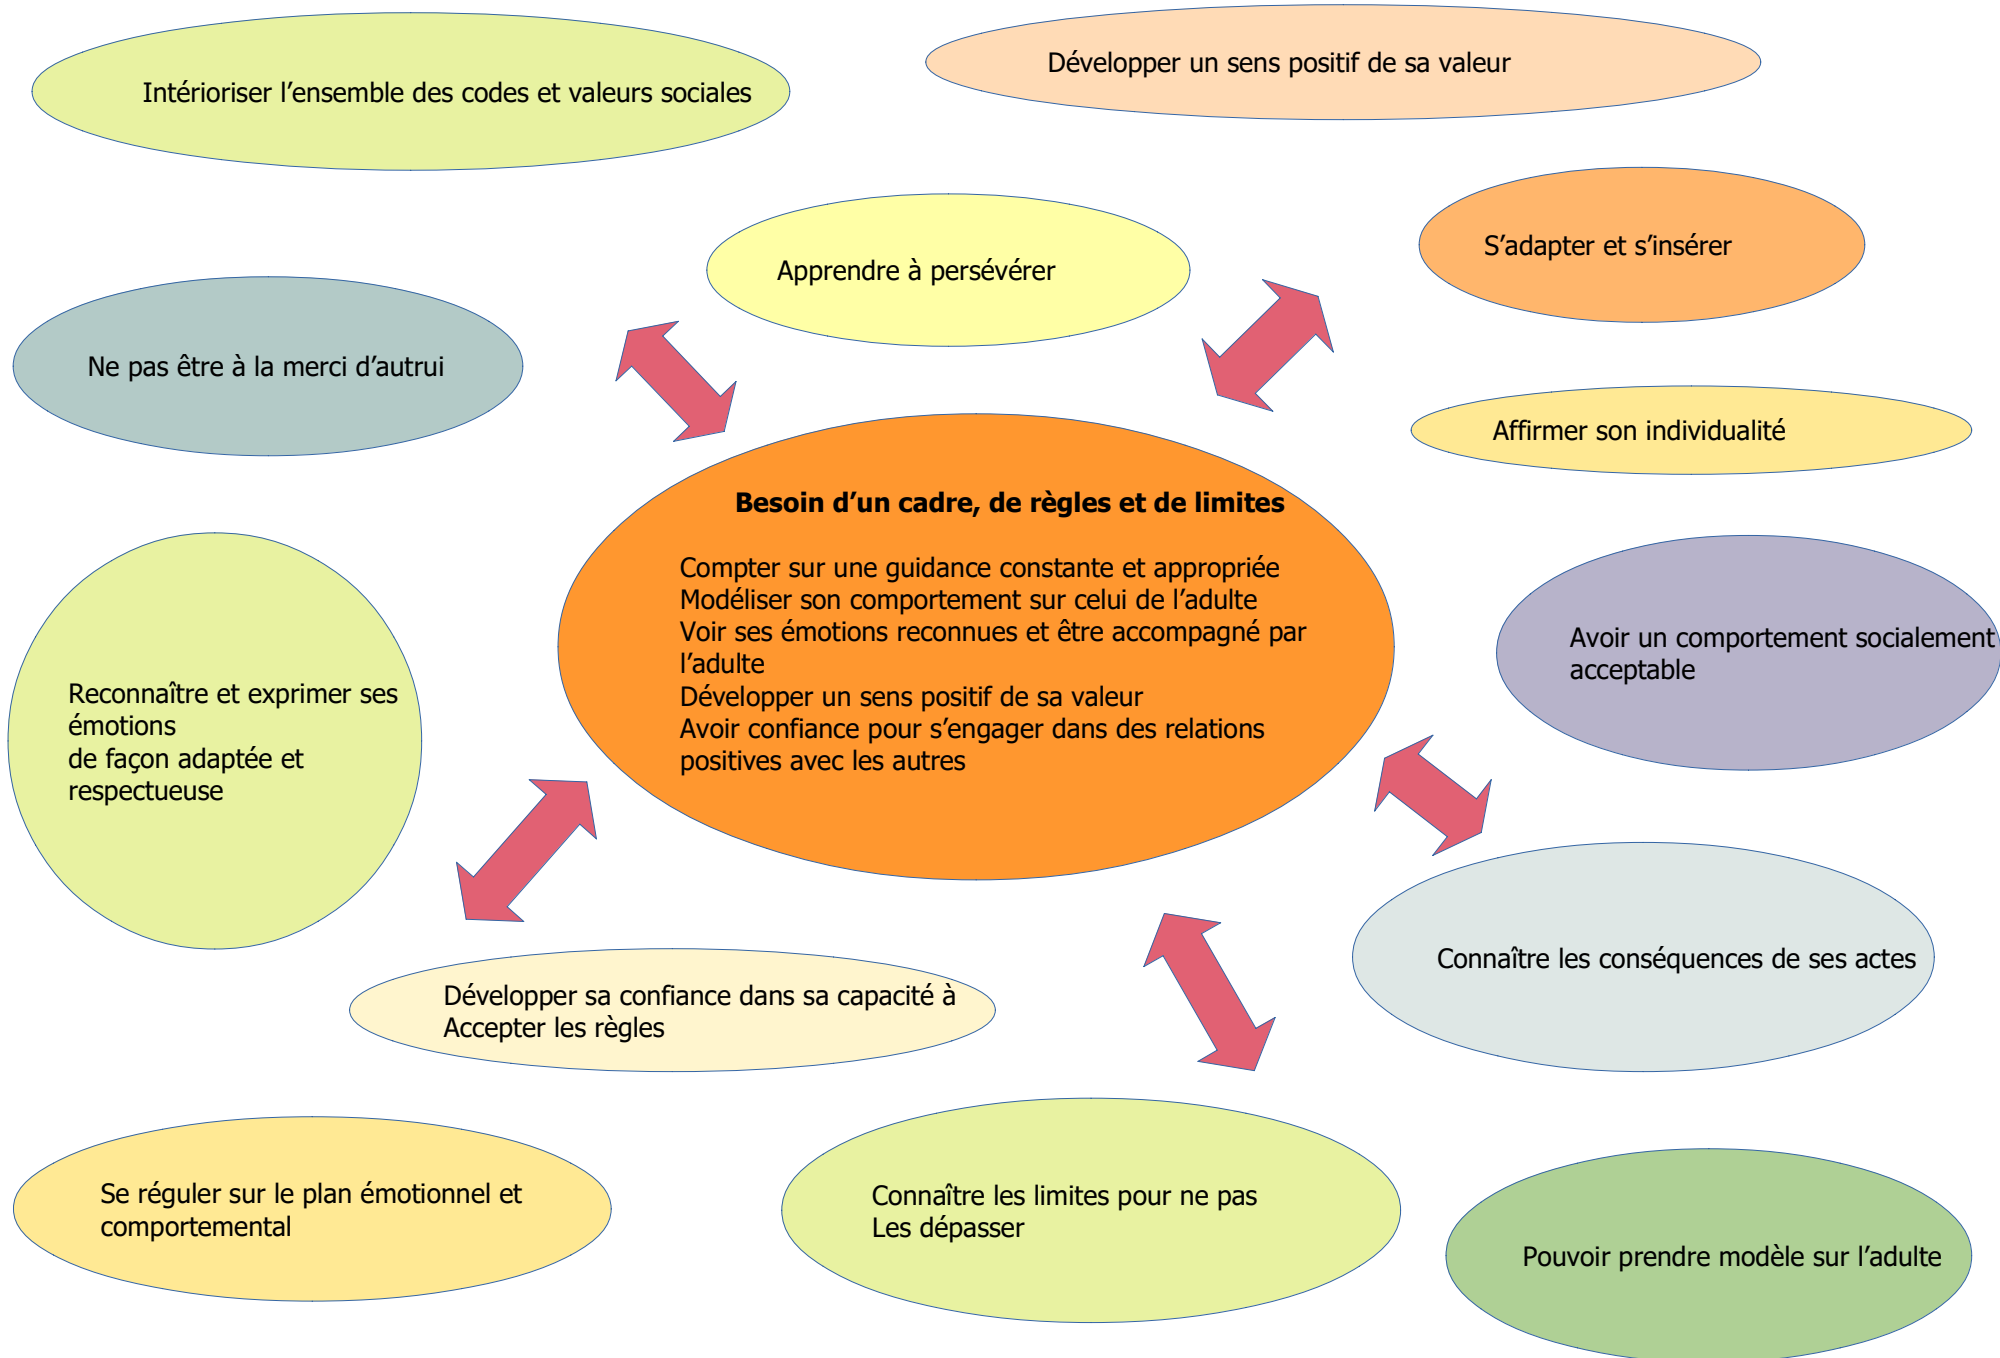 Intérioriser l’ensemble des codes et valeurs sociales
Développer un sens positif de sa valeur
S’adapter et s’insérer
Apprendre à persévérer
Ne pas être à la merci d’autrui
Affirmer son individualité
Besoin d’un cadre, de règles et de limites
Compter sur une guidance constante et appropriée
Modéliser son comportement sur celui de l’adulte
Voir ses émotions reconnues et être accompagné par
l’adulte
Développer un sens positif de sa valeur
Avoir confiance pour s’engager dans des relations
positives avec les autres
Avoir un comportement socialement
acceptable
Reconnaître et exprimer ses
émotions
de façon adaptée et
respectueuse
Connaître les conséquences de ses actes
Développer sa confiance dans sa capacité à
Accepter les règles
Se réguler sur le plan émotionnel et
comportemental
Connaître les limites pour ne pas
Les dépasser
Pouvoir prendre modèle sur l’adulte